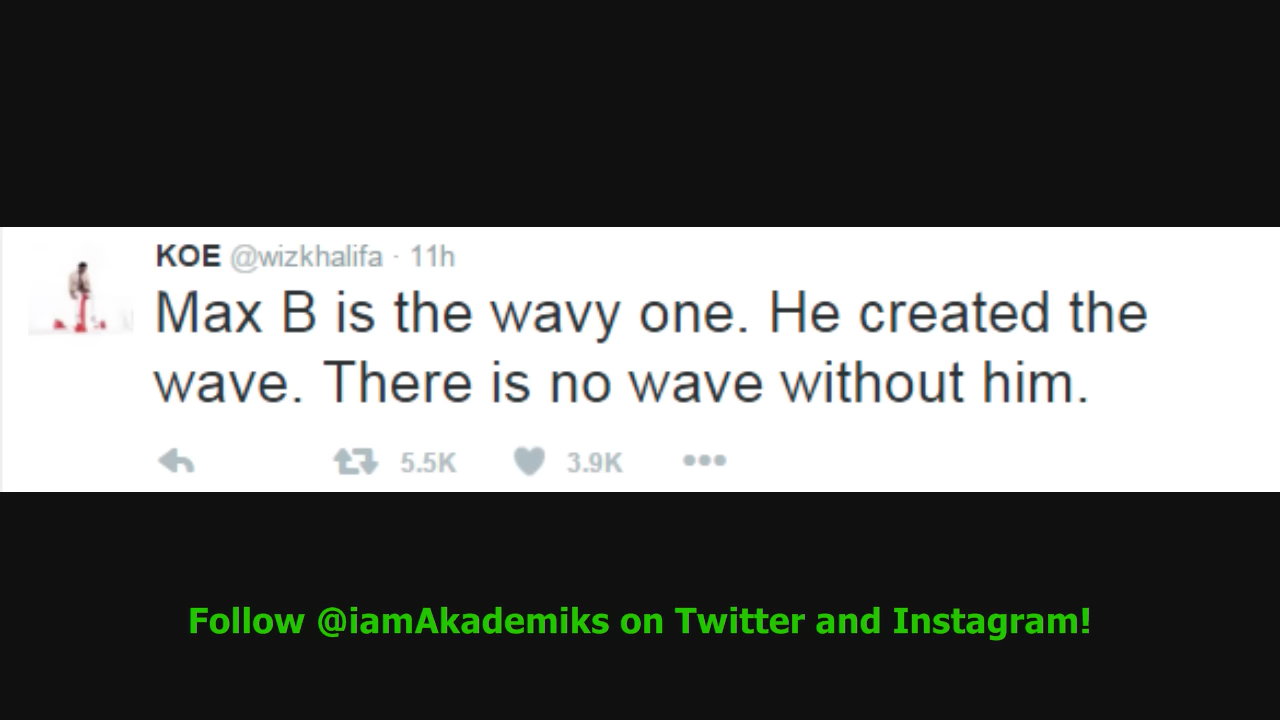 KOE @wizkhalifa · 11h
Max B is the wavy one. He created the
wave. There is no wave without him.
5.5K 3.9K
Follow @iamAkademiks on Twitter and Instagram!